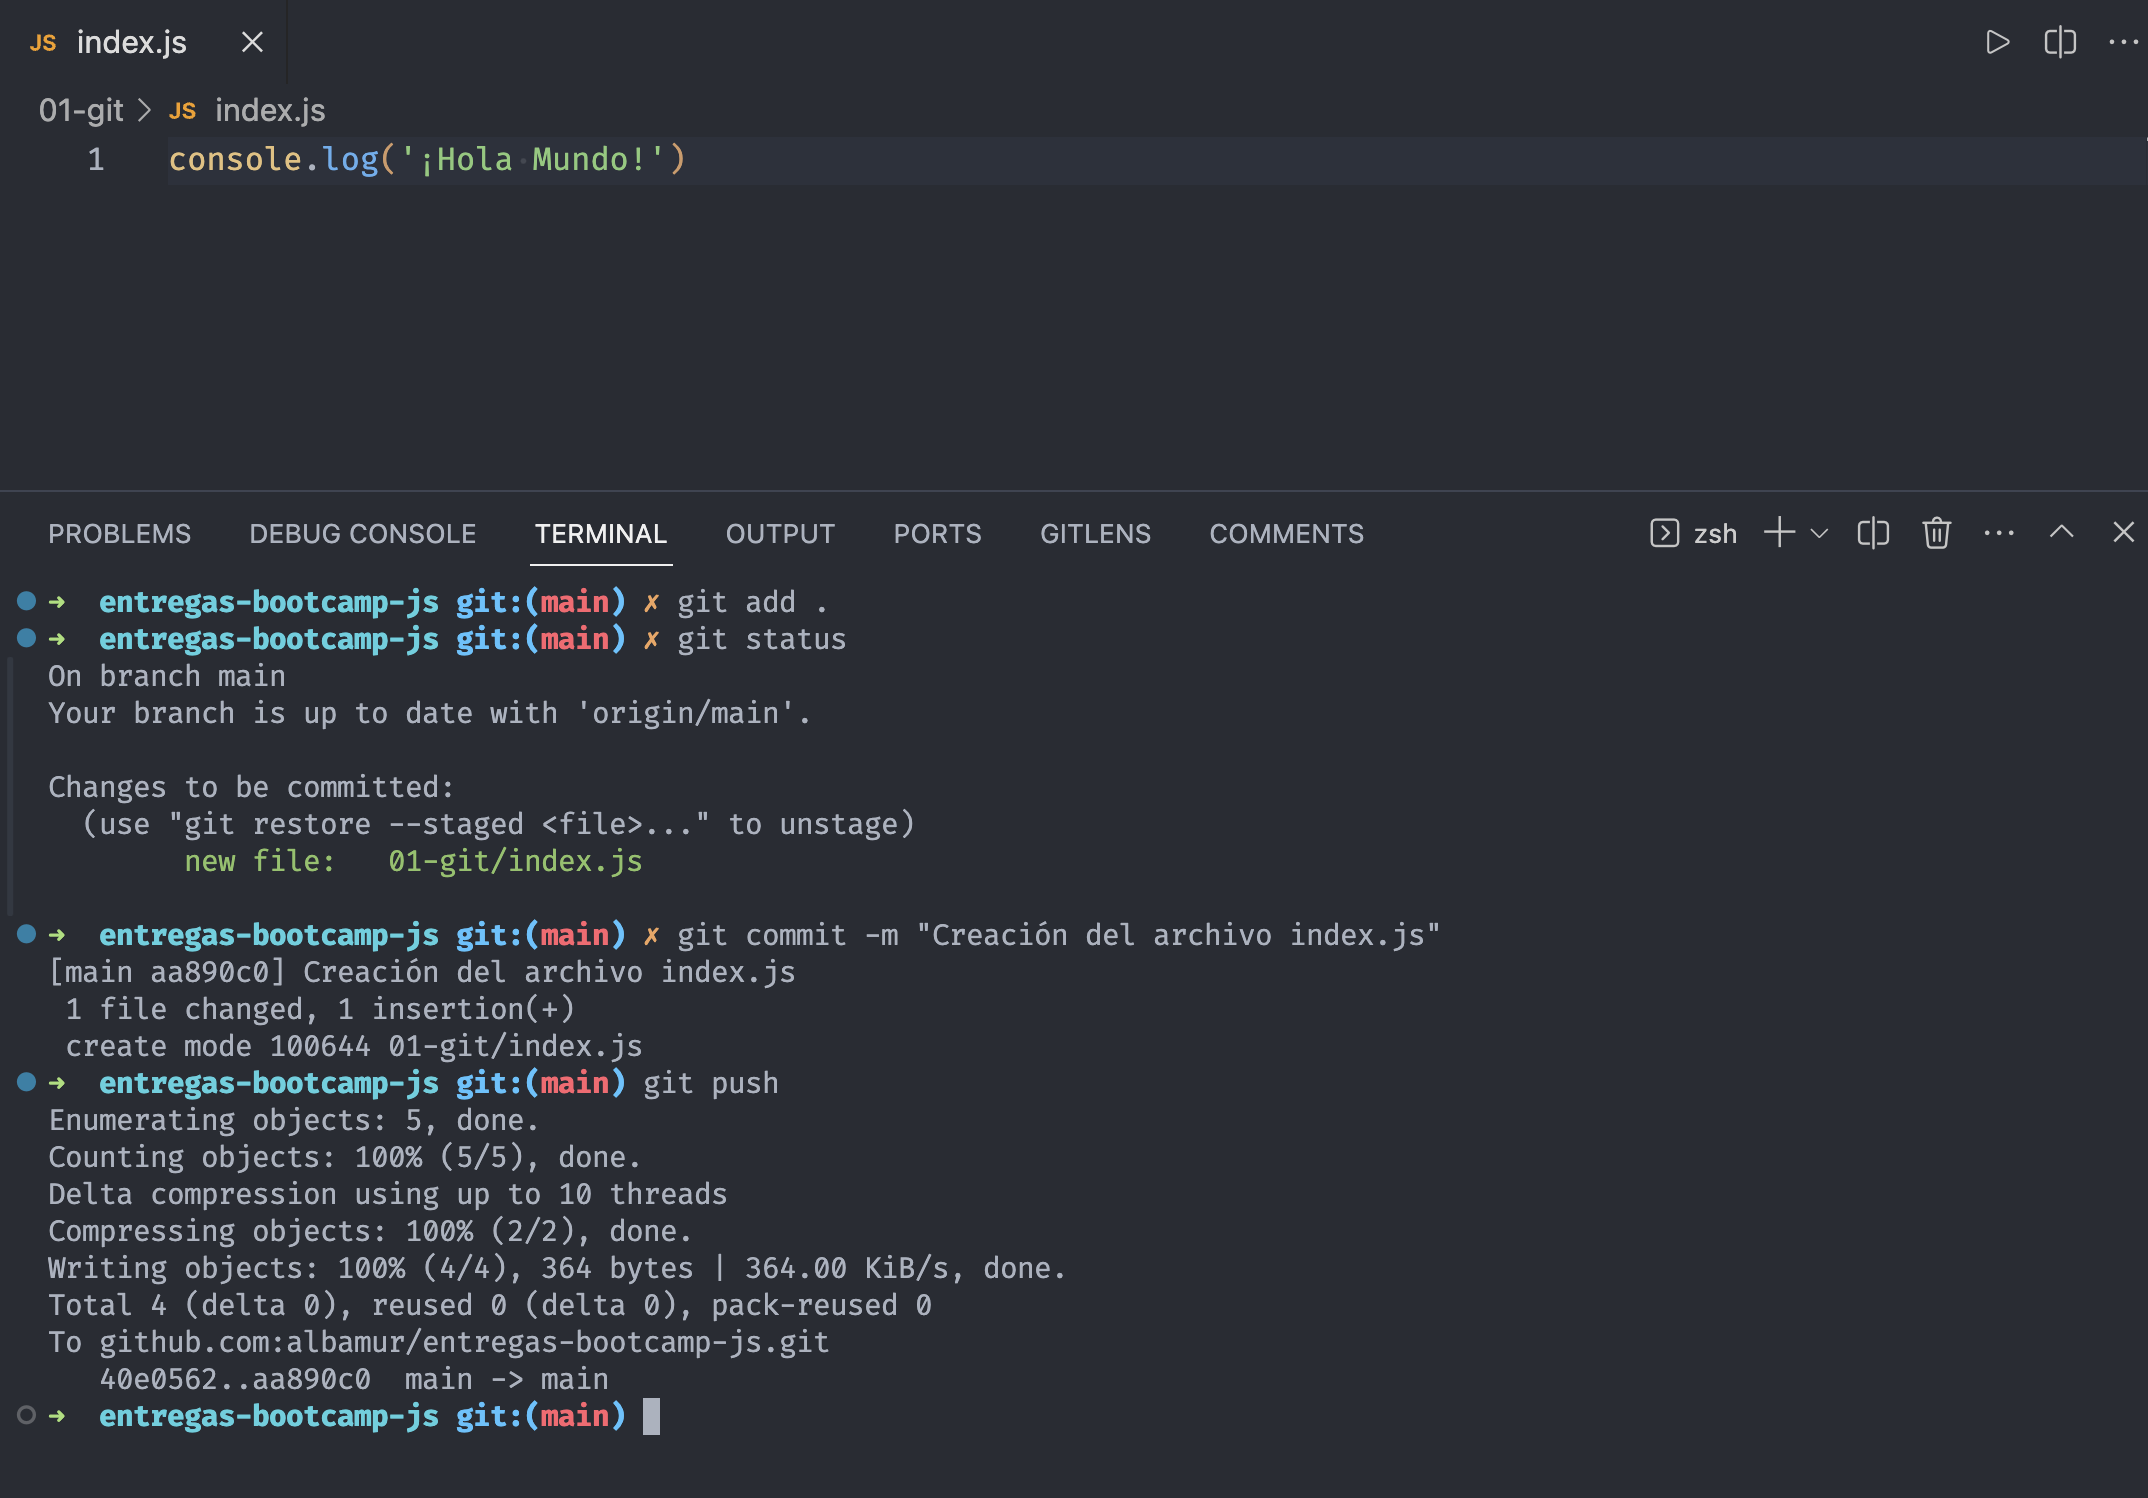 JS index.js
01-git > JS index.js
1 console.log('¡Hola Mundo!')
PROBLEMS DEBUG CONSOLE TERMINAL OUTPUT PORTS GITLENS COMMENTS zsh
➜ entregas-bootcamp-js git:(main) ✗ git add .
➜ entregas-bootcamp-js git:(main) ✗ git status
On branch main
Your branch is up to date with 'origin/main'.
Changes to be committed:
(use "git restore --staged <file>..." to unstage)
new file: 01-git/index.js
➜ entregas-bootcamp-js git:(main) ✗ git commit -m "Creación del archivo index.js"
[main aa890c0] Creación del archivo index.js
1 file changed, 1 insertion(+)
create mode 100644 01-git/index.js
➜ entregas-bootcamp-js git:(main) git push
Enumerating objects: 5, done.
Counting objects: 100% (5/5), done.
Delta compression using up to 10 threads
Compressing objects: 100% (2/2), done.
Writing objects: 100% (4/4), 364 bytes | 364.00 KiB/s, done.
Total 4 (delta 0), reused 0 (delta 0), pack-reused 0
To github.com:albamur/entregas-bootcamp-js.git
40e0562..aa890c0 main -> main
➜ entregas-bootcamp-js git:(main)